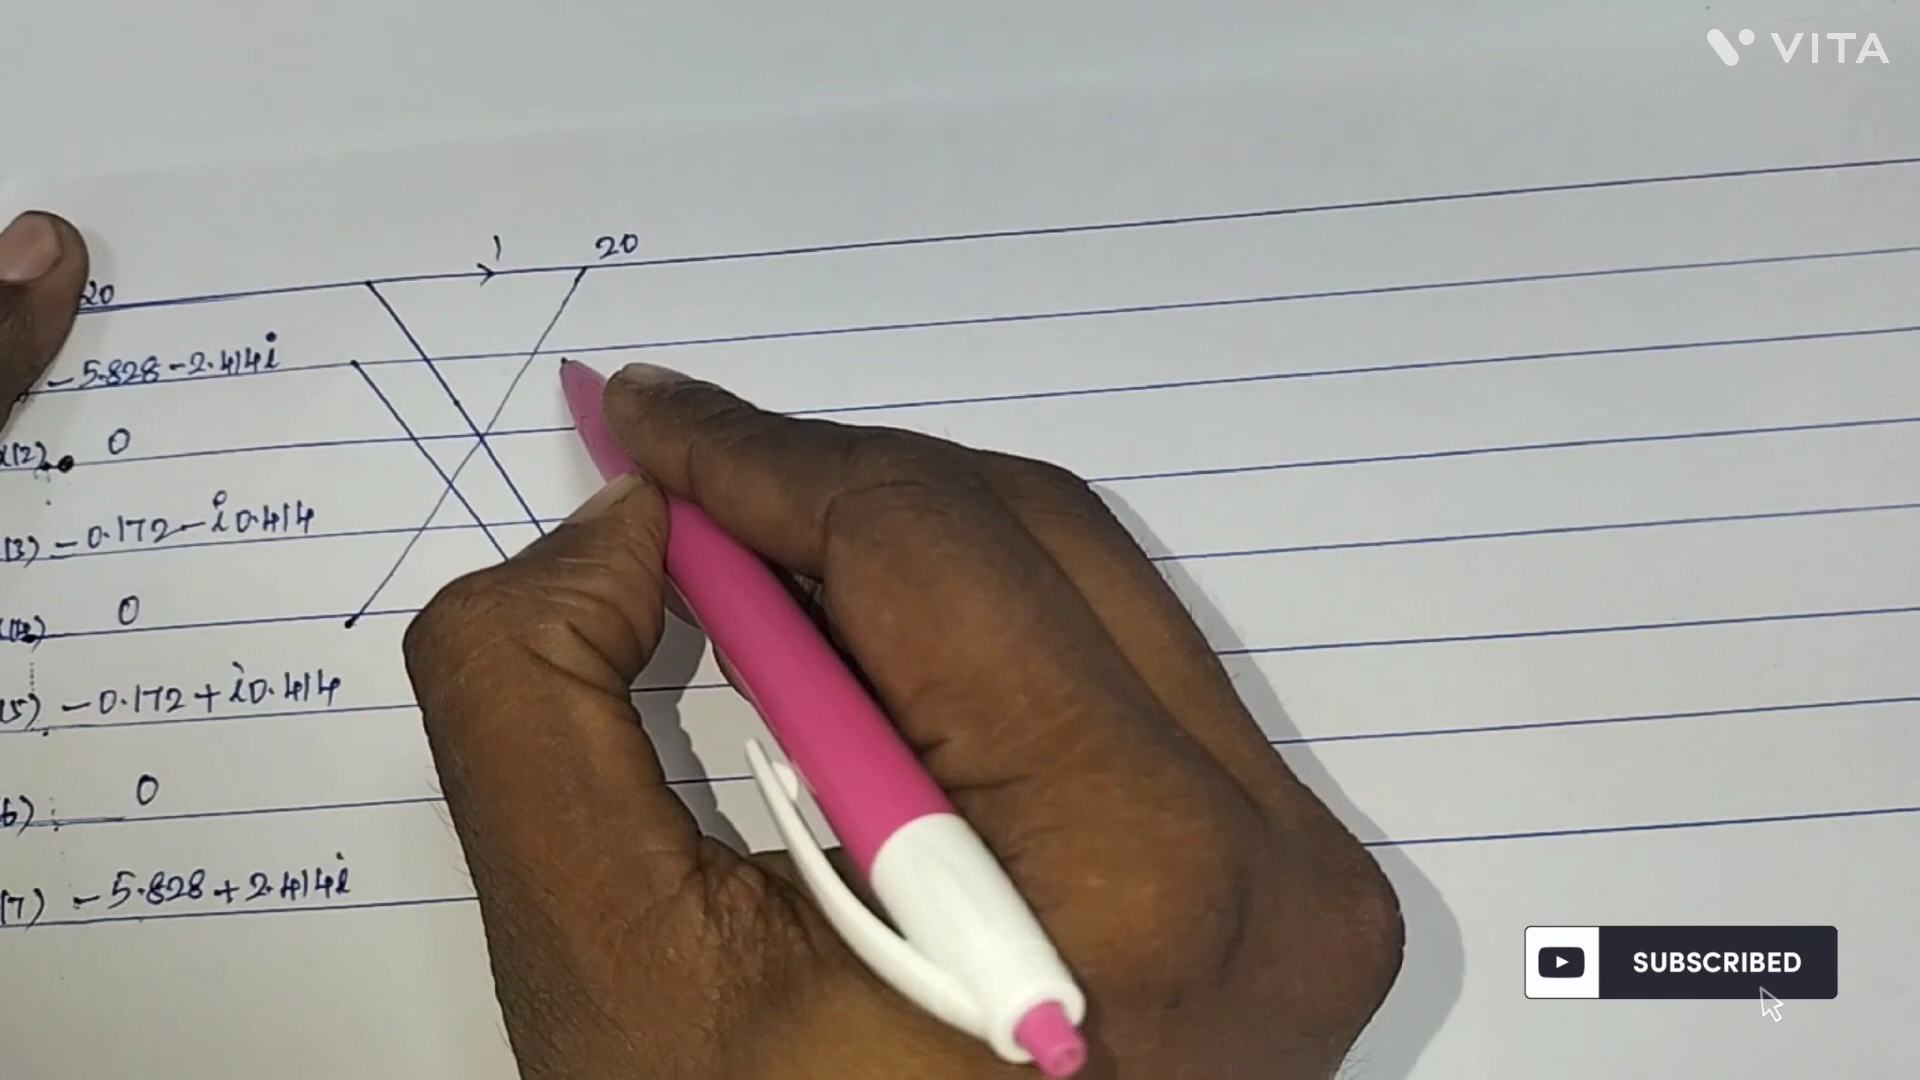 VITA
1
20
20
-5.828-2.414i
x(2) 0
(3) -0.172-i0.414
0
(5) -0.172+i0.414
6) 0
(7) -5.828+2.414i
SUBSCRIBED